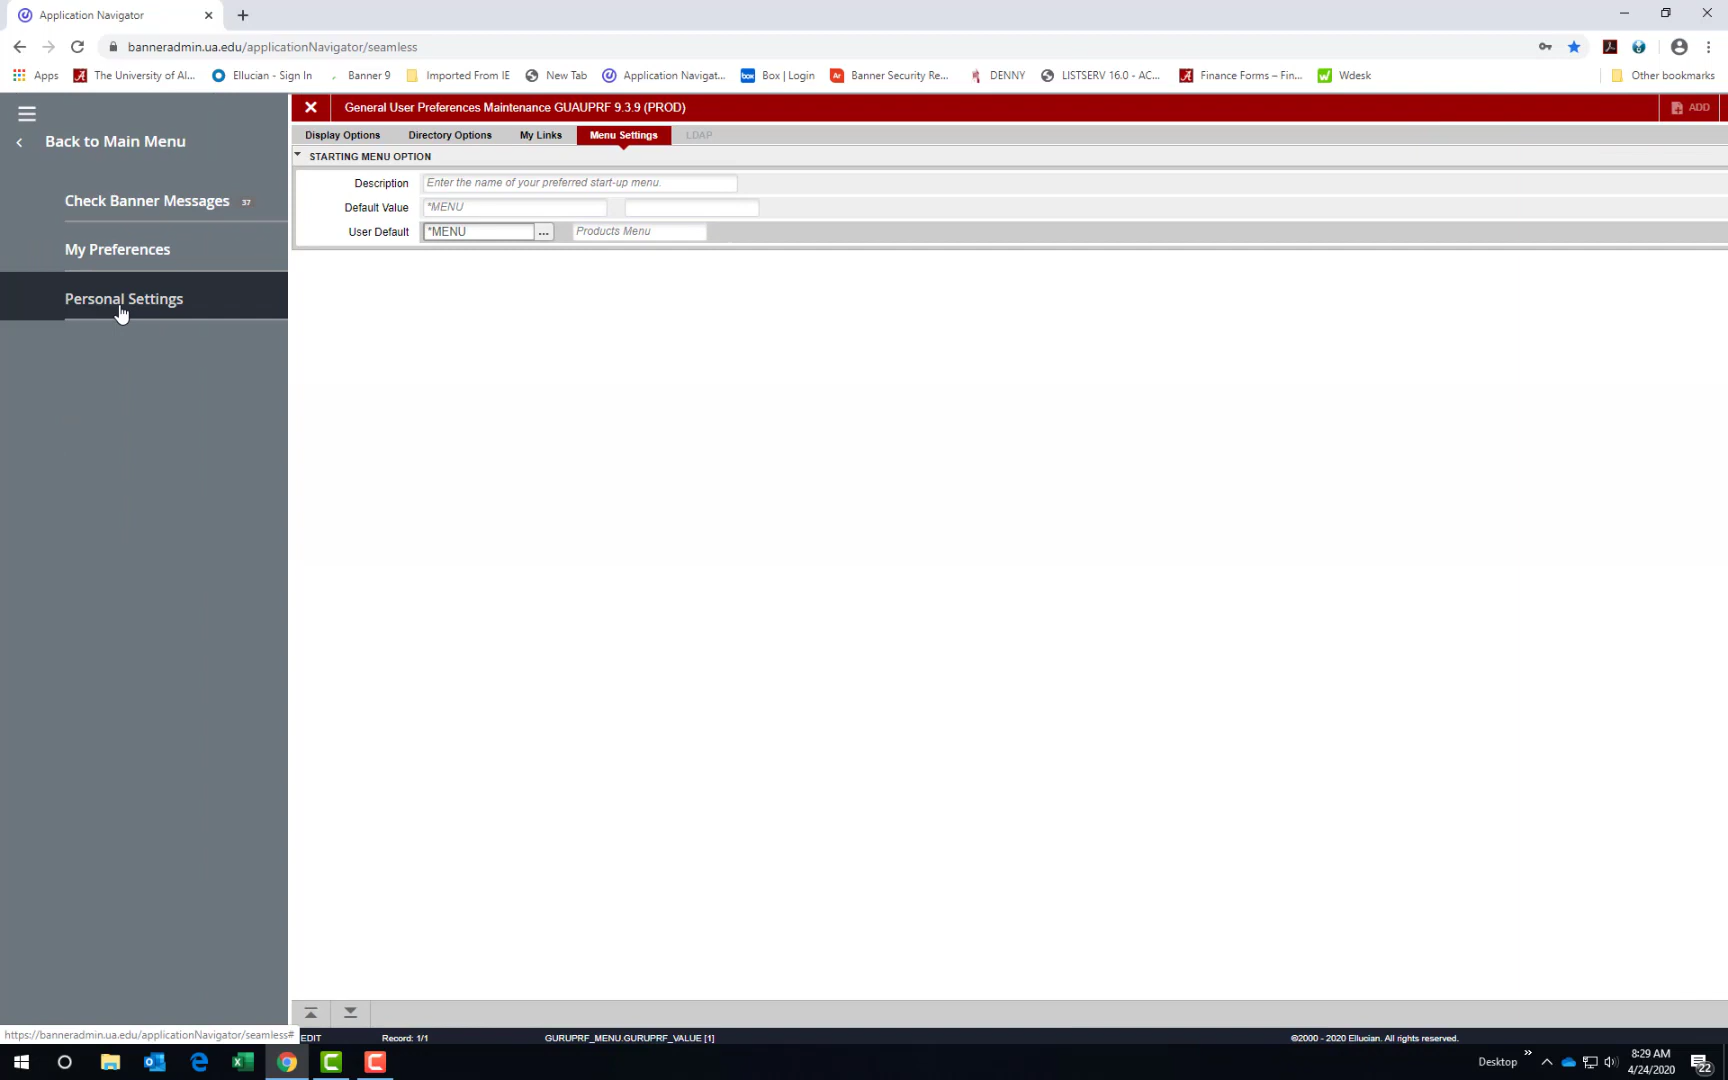 Application Navigator
banneradmin.ua.edu/applicationNavigator/seamless
Apps The University of Al... Ellucian - Sign In Banner 9 Imported From IE New Tab Application Navigat... box Box | Login Ar Banner Security Re... DENNY LISTSERV 16.0 - AC... Finance Forms – Fin... Wdesk Other bookmarks
Back to Main Menu
Check Banner Messages 37
My Preferences
Personal Settings
General User Preferences Maintenance GUAUPRF 9.3.9 (PROD) ADD
Display Options Directory Options My Links Menu Settings LDAP
STARTING MENU OPTION
Description Enter the name of your preferred start-up menu.
Default Value *MENU
User Default *MENU ... Products Menu
https://banneradmin.ua.edu/applicationNavigator/seamless#
EDIT Record: 1/1 GURUPRF_MENU.GURUPRF_VALUE [1] ©2000 - 2020 Ellucian. All rights reserved.
Desktop » 8:29 AM
4/24/2020 22